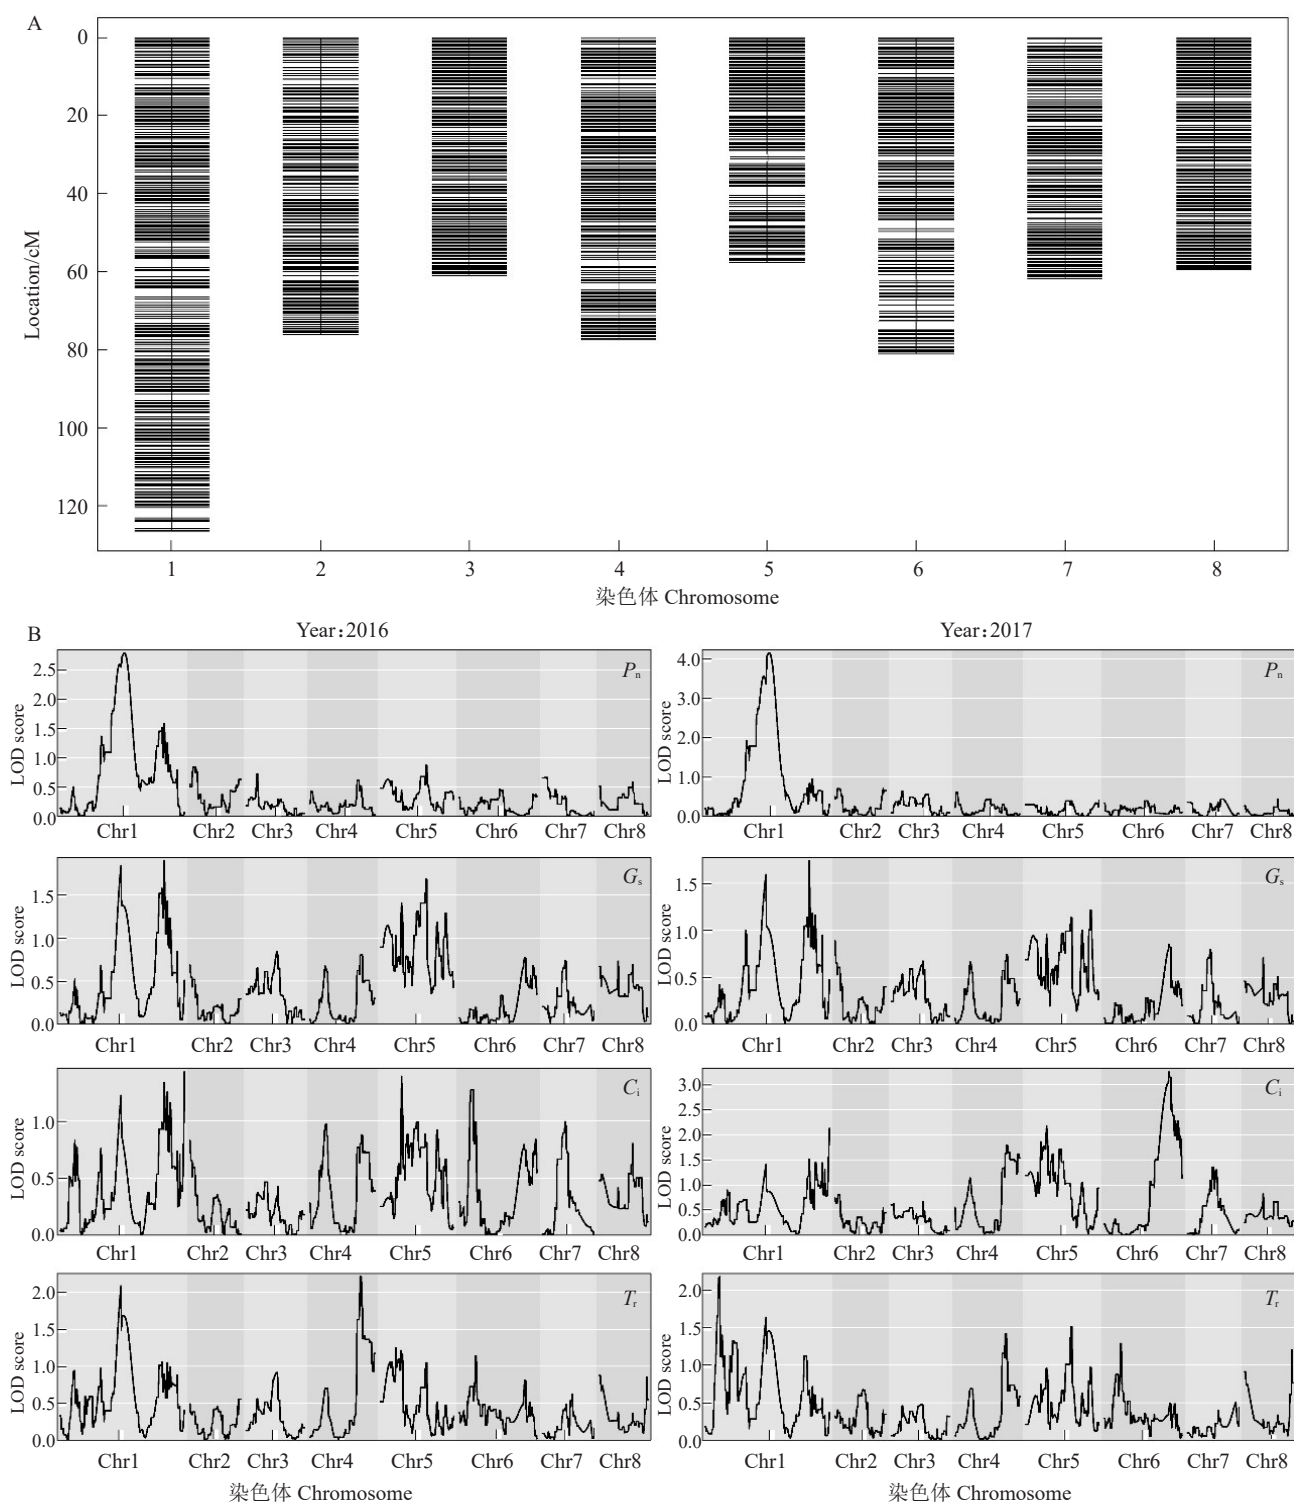 A
0
20
40
60
80
100
120
Location/cM
1 2 3 4 5 6 7 8
染色体 Chromosome
B
Year:2016
Year:2017
LOD score
2.5
2.0
1.5
1.0
0.5
0.0
Pn
Chr1 Chr2 Chr3 Chr4 Chr5 Chr6 Chr7 Chr8
LOD score
4.0
3.0
2.0
1.0
0.0
Pn
Chr1 Chr2 Chr3 Chr4 Chr5 Chr6 Chr7 Chr8
LOD score
1.5
1.0
0.5
0.0
Gs
Chr1 Chr2 Chr3 Chr4 Chr5 Chr6 Chr7 Chr8
LOD score
1.5
1.0
0.5
0.0
Gs
Chr1 Chr2 Chr3 Chr4 Chr5 Chr6 Chr7 Chr8
LOD score
1.0
0.5
0.0
Ci
Chr1 Chr2 Chr3 Chr4 Chr5 Chr6 Chr7 Chr8
LOD score
3.0
2.5
2.0
1.5
1.0
0.5
0.0
Ci
Chr1 Chr2 Chr3 Chr4 Chr5 Chr6 Chr7 Chr8
LOD score
2.0
1.5
1.0
0.5
0.0
Tr
Chr1 Chr2 Chr3 Chr4 Chr5 Chr6 Chr7 Chr8
染色体 Chromosome
LOD score
2.0
1.5
1.0
0.5
0.0
Tr
Chr1 Chr2 Chr3 Chr4 Chr5 Chr6 Chr7 Chr8
染色体 Chromosome